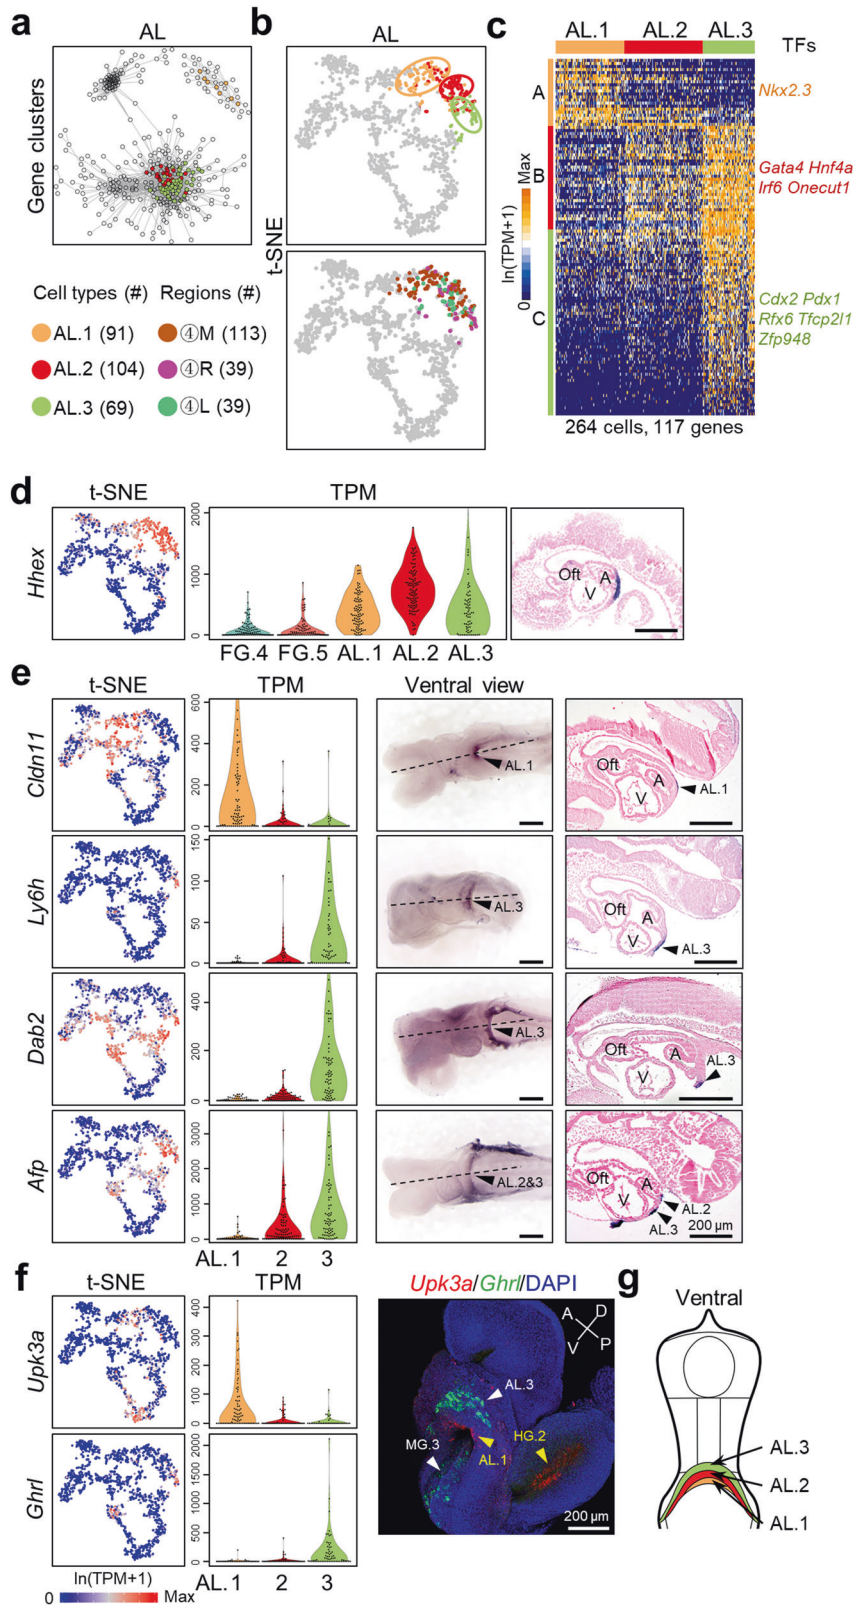 a
AL
Gene clusters
Cell types (#)
Regions (#)
AL.1 (91)
④M (113)
AL.2 (104)
④R (39)
AL.3 (69)
④L (39)
b
AL
t-SNE
c
AL.1
AL.2
AL.3
TFs
A
Nkx2.3
B
Gata4 Hnf4a
Irf6 Onecut1
C
Cdx2 Pdx1
Rfx6 Tfcp2l1
Zfp948
Max
ln(TPM+1)
0
264 cells, 117 genes
d
t-SNE
TPM
Hhex
2000
1000
0
FG.4
FG.5
AL.1
AL.2
AL.3
Oft
A
V
e
t-SNE
TPM
Ventral view
Cldn11
600
400
200
0
AL.1
Oft
A
V
AL.1
Ly6h
150
100
50
0
AL.3
Oft
A
V
AL.3
Dab2
400
200
0
AL.3
Oft
A
V
AL.3
Afp
3000
2000
1000
0
AL.2&3
Oft
A
V
AL.2
AL.3
200 µm
AL.1
2
3
f
t-SNE
TPM
Upk3a
400
300
200
100
0
Ghrl
2000
1500
1000
500
0
AL.1
2
3
ln(TPM+1)
0
Max
Upk3a/Ghrl/DAPI
A
D
V
P
AL.3
MG.3
AL.1
HG.2
200 µm
g
Ventral
AL.3
AL.2
AL.1